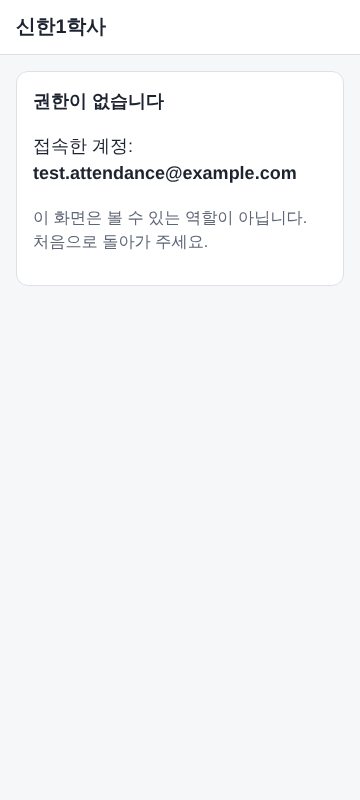 신한1학사
권한이 없습니다
접속한 계정:
test.attendance@example.com
이 화면은 볼 수 있는 역할이 아닙니다.
처음으로 돌아가 주세요.